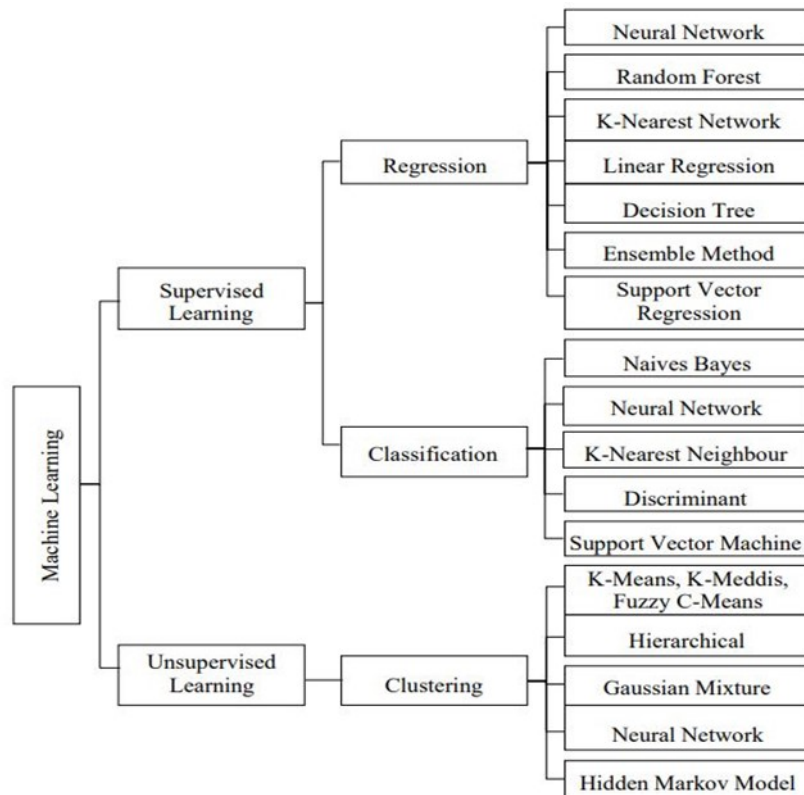 Machine Learning
Supervised
Learning
Regression
Neural Network
Random Forest
K-Nearest Network
Linear Regression
Decision Tree
Ensemble Method
Support Vector
Regression
Classification
Naives Bayes
Neural Network
K-Nearest Neighbour
Discriminant
Support Vector Machine
Unsupervised
Learning
Clustering
K-Means, K-Meddis,
Fuzzy C-Means
Hierarchical
Gaussian Mixture
Neural Network
Hidden Markov Model